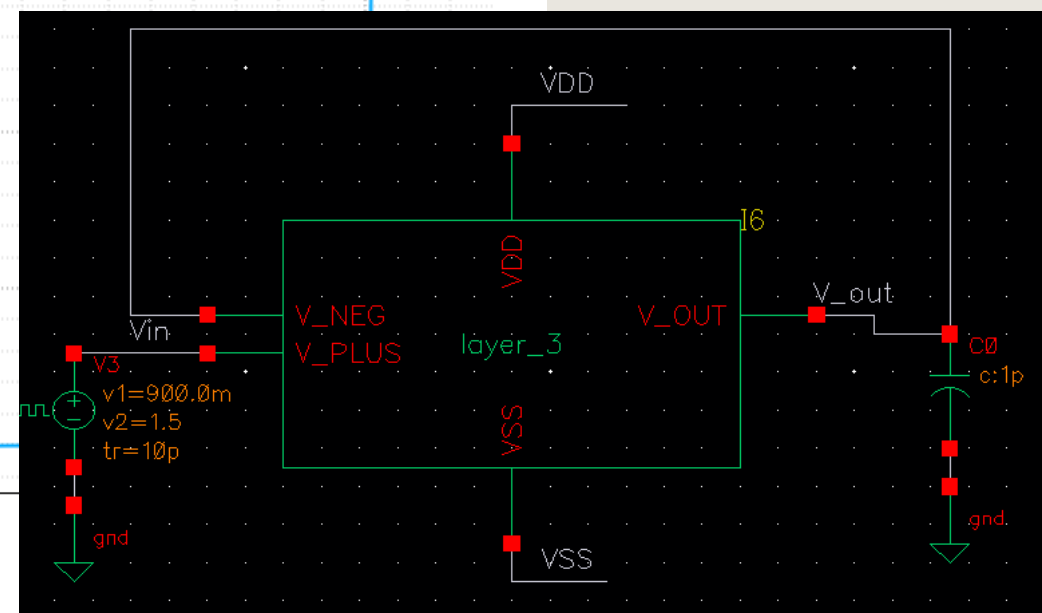 VDD
I6
VDD
V_out
V_NEG
V_OUT
Vin
layer_3
V_PLUS
C0
V3
c:1p
v1=900.0m
v2=1.5
tr=10p
VSS
gnd
gnd
VSS